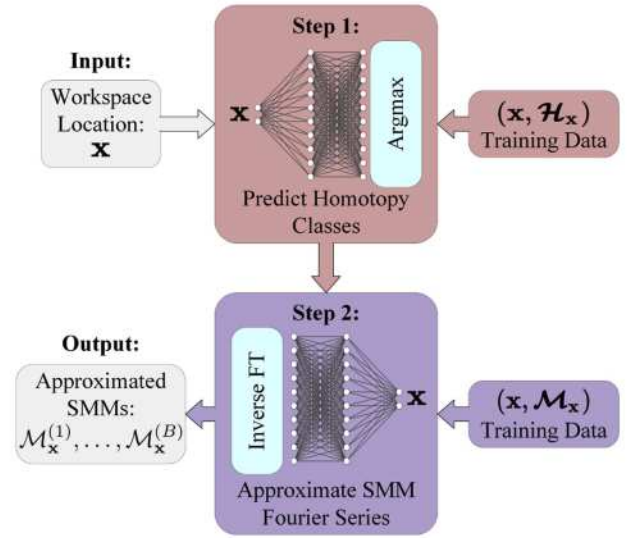 Step 1:
Input:
Workspace
Location:
x
x
Argmax
(x, ℋₓ)
Training Data
Predict Homotopy
Classes
Step 2:
Output:
Approximated
SMMs:
ℳₓ⁽¹⁾, . . . , ℳₓ⁽ᴮ⁾
Inverse FT
x
(x, ℳₓ)
Training Data
Approximate SMM
Fourier Series